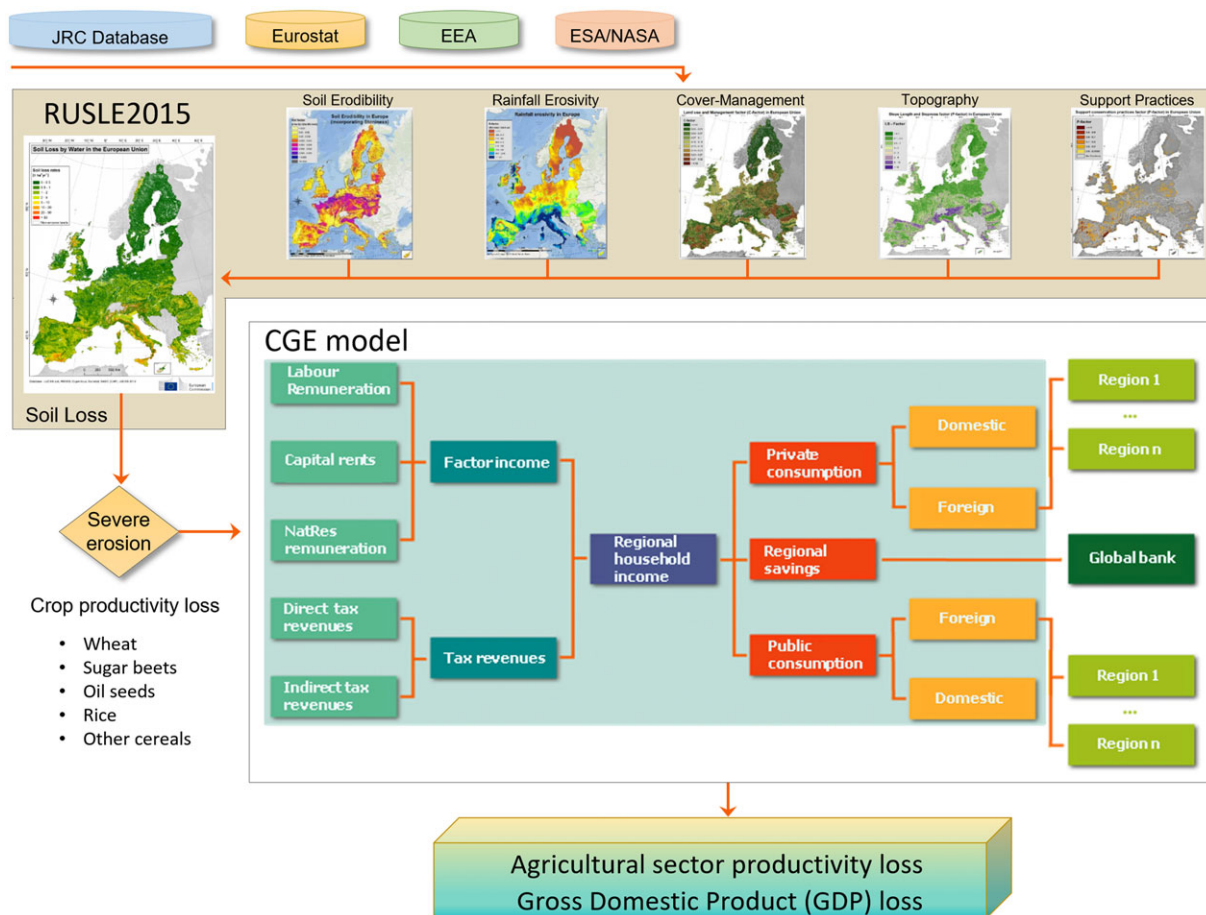 JRC Database
Eurostat
EEA
ESA/NASA
RUSLE2015
Soil Erodibility
Rainfall Erosivity
Cover-Management
Topography
Support Practices
Soil Loss by Water in the European Union
Soil Erodibility in Europe
(incorporating Stoniness)
Rainfall erosivity in Europe
Soil Loss
CGE model
Labour
Remuneration
Capital rents
NatRes
remuneration
Direct tax
revenues
Indirect tax
revenues
Factor income
Tax revenues
Regional
household
income
Private
consumption
Regional
savings
Public
consumption
Domestic
Foreign
Foreign
Domestic
Region 1
...
Region n
Global bank
Region 1
...
Region n
Severe
erosion
Crop productivity loss
• Wheat
• Sugar beets
• Oil seeds
• Rice
• Other cereals
Agricultural sector productivity loss
Gross Domestic Product (GDP) loss